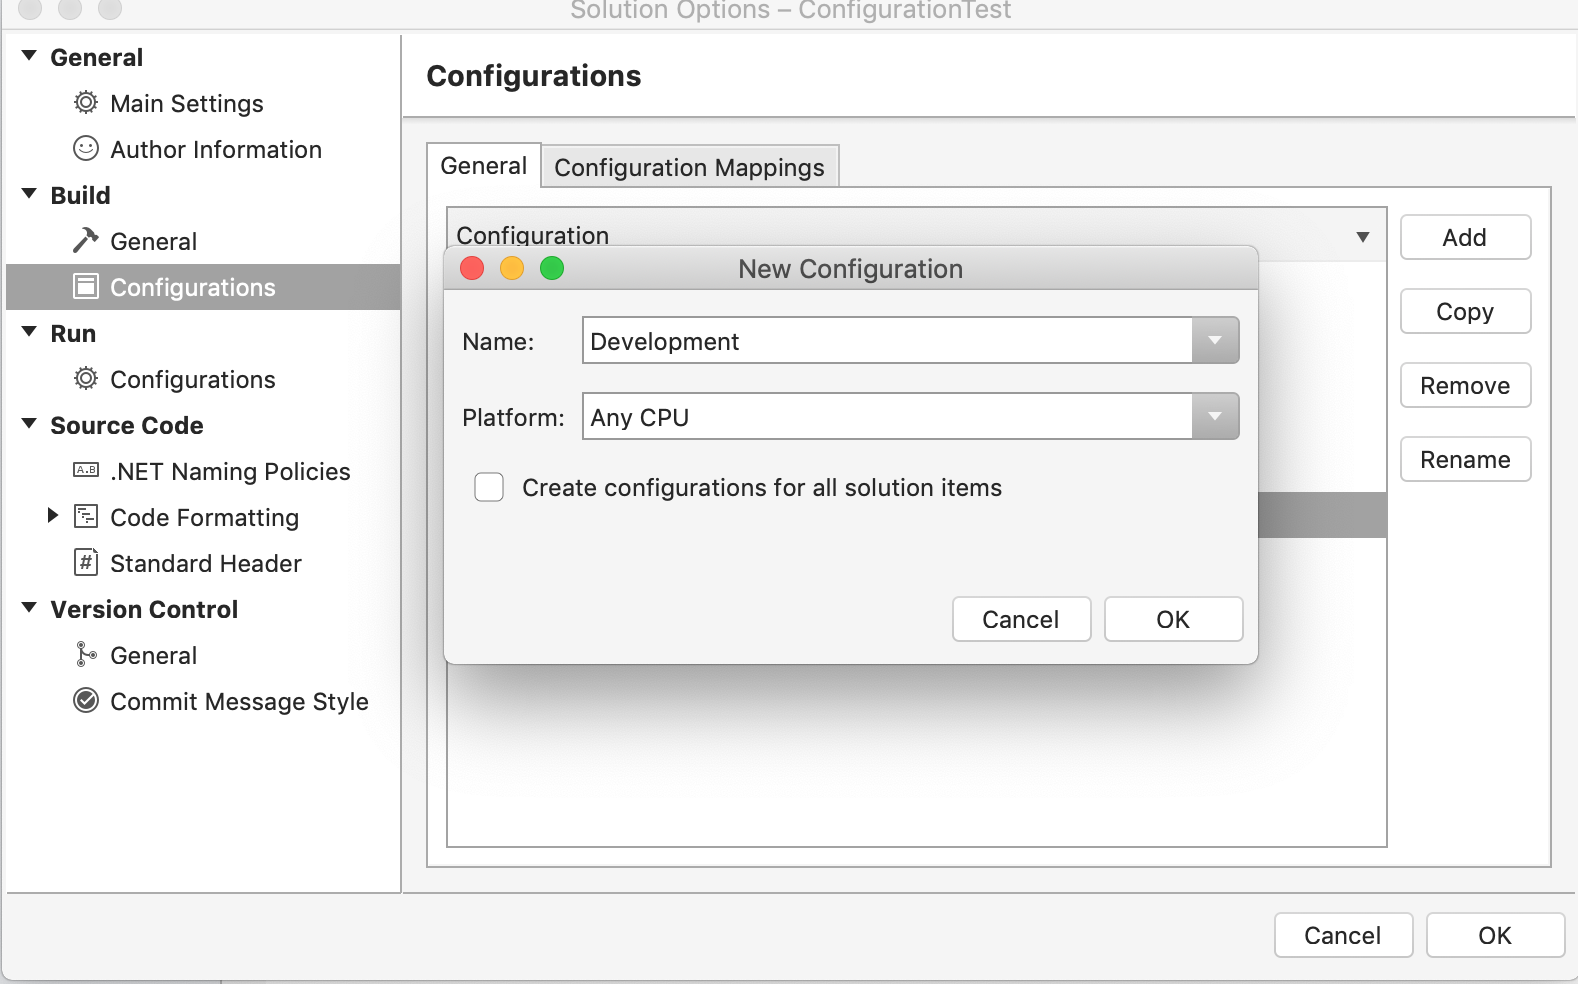 Solution Options – ConfigurationTest
General
Main Settings
Author Information
Build
General
Configurations
Run
Configurations
Source Code
A.B .NET Naming Policies
Code Formatting
# Standard Header
Version Control
General
Commit Message Style
Configurations
General
Configuration Mappings
Configuration
Add
Copy
Remove
Rename
New Configuration
Name: Development
Platform: Any CPU
Create configurations for all solution items
Cancel
OK
Cancel
OK